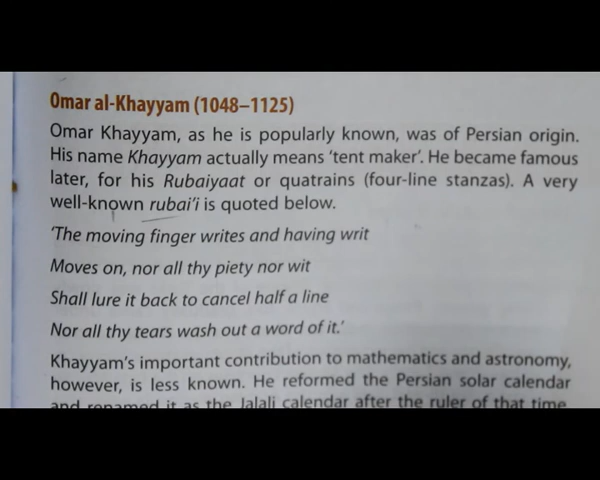 Omar al-Khayyam (1048–1125)
Omar Khayyam, as he is popularly known, was of Persian origin.
His name Khayyam actually means ‘tent maker’. He became famous
later, for his Rubaiyaat or quatrains (four-line stanzas). A very
well-known rubai’i is quoted below.
‘The moving finger writes and having writ
Moves on, nor all thy piety nor wit
Shall lure it back to cancel half a line
Nor all thy tears wash out a word of it.’
Khayyam’s important contribution to mathematics and astronomy,
however, is less known. He reformed the Persian solar calendar
and renamed it as the Jalali calendar after the ruler of that time,